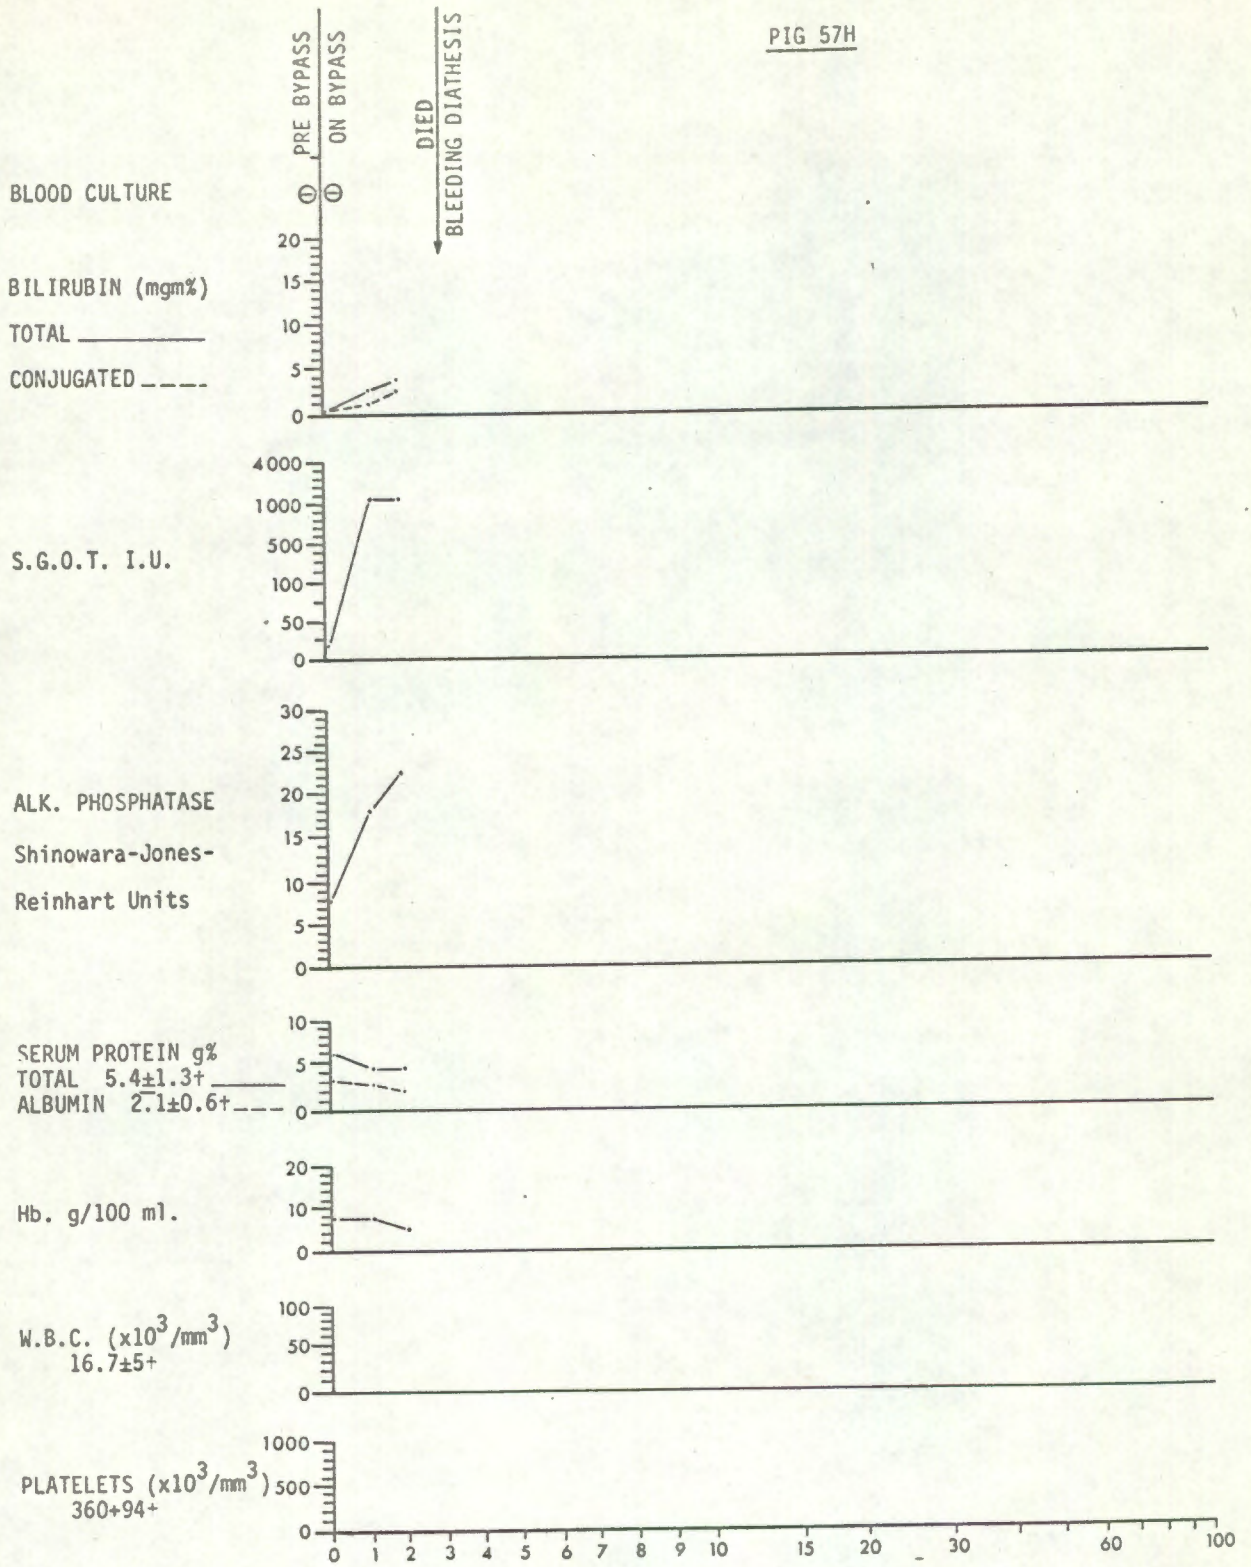 PIG 57H
PRE BYPASS
ON BYPASS
DIED
BLEEDING DIATHESIS
BLOOD CULTURE ⊖ ⊖
20
BILIRUBIN (mgm%) 15
10
TOTAL
5
CONJUGATED
0
4000
1000
500
S.G.O.T. I.U.
100
50
0
30
25
20
ALK. PHOSPHATASE
15
Shinowara-Jones-
10
Reinhart Units
5
0
10
SERUM PROTEIN g%
5
TOTAL 5.4±1.3+
ALBUMIN 2.1±0.6+
0
20
Hb. g/100 ml. 10
0
100
W.B.C. (x10³/mm³) 50
16.7±5+
0
1000
PLATELETS (x10³/mm³) 500
360+94+
0
0 1 2 3 4 5 6 7 8 9 10 15 20 30 60 100